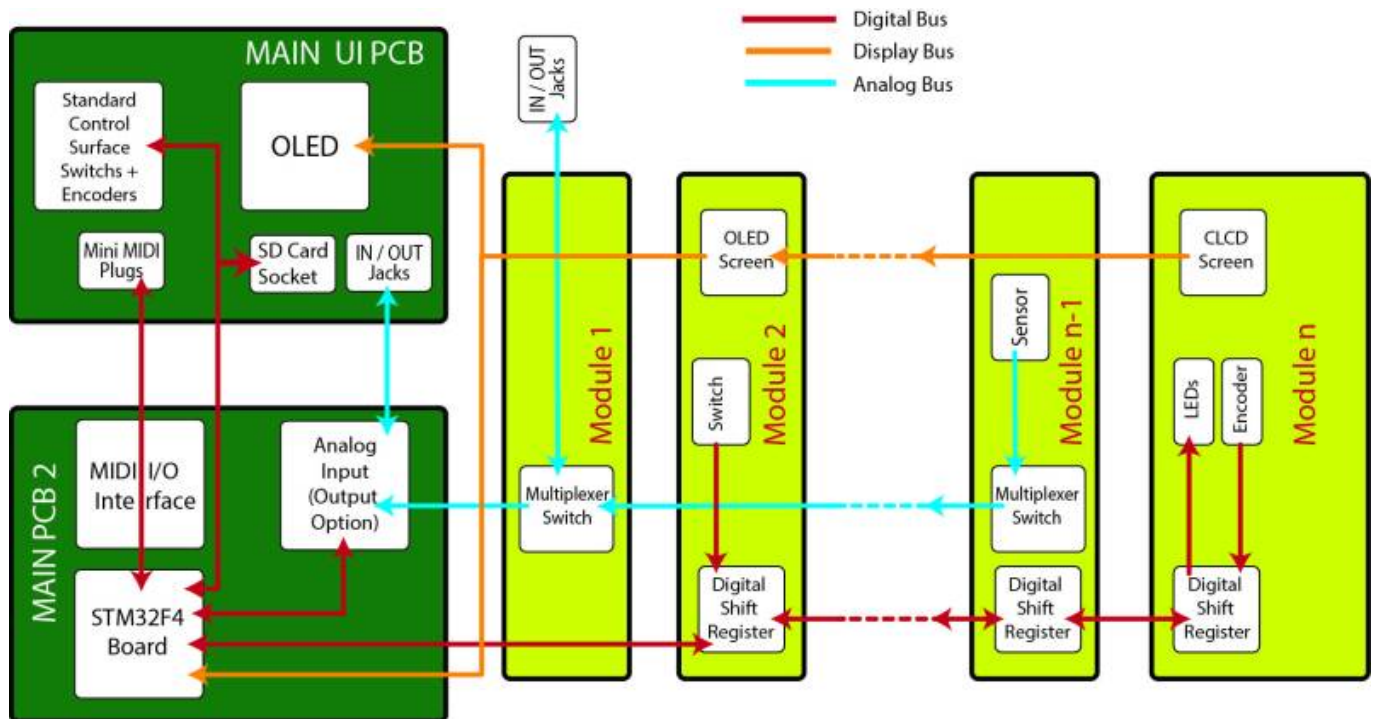 Digital Bus
Display Bus
Analog Bus
MAIN UI PCB
Standard
Control
Surface
Switchs +
Encoders
OLED
Mini MIDI
Plugs
SD Card
Socket
IN / OUT
Jacks
IN / OUT
Jacks
MAIN PCB 2
MIDI I/O
Interface
Analog
Input
(Output
Option)
STM32F4
Board
Module 1
Multiplexer
Switch
Module 2
OLED
Screen
Switch
Digital
Shift
Register
Module n-1
Sensor
Multiplexer
Switch
Digital
Shift
Register
Module n
CLCD
Screen
LEDs
Encoder
Digital
Shift
Register